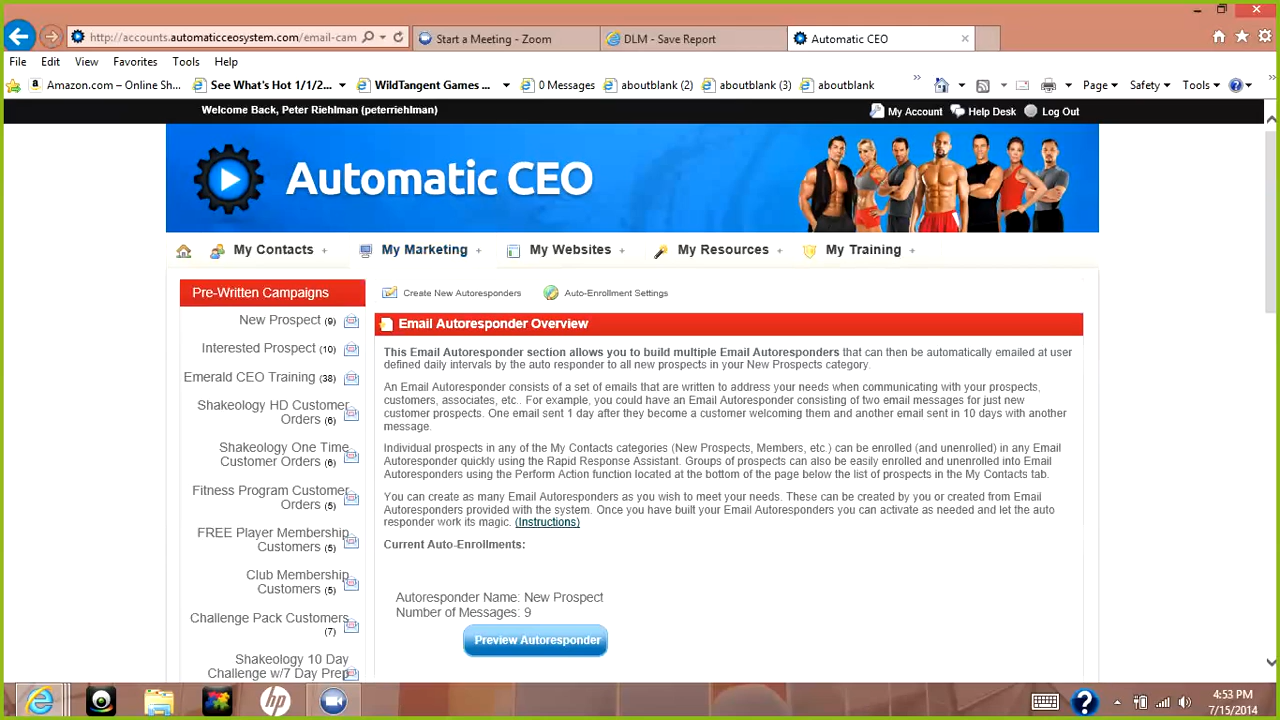 http://accounts.automaticceosystem.com/email-cam
Start a Meeting - Zoom
DLM - Save Report
Automatic CEO
File Edit View Favorites Tools Help
Amazon.com – Online Sh... See What's Hot 1/1/2... WildTangent Games ... 0 Messages aboutblank (2) aboutblank (3) aboutblank » Page Safety Tools »
Welcome Back, Peter Riehlman (peterriehlman) My Account Help Desk Log Out
Automatic CEO
My Contacts + My Marketing + My Websites + My Resources + My Training +
Pre-Written Campaigns
New Prospect (9)
Interested Prospect (10)
Emerald CEO Training (38)
Shakeology HD Customer
Orders (6)
Shakeology One Time
Customer Orders (6)
Fitness Program Customer
Orders (5)
FREE Player Membership
Customers (5)
Club Membership
Customers (5)
Challenge Pack Customers
(7)
Shakeology 10 Day
Challenge w/7 Day Prep
Create New Autoresponders Auto-Enrollment Settings
Email Autoresponder Overview
This Email Autoresponder section allows you to build multiple Email Autoresponders that can then be automatically emailed at user
defined daily intervals by the auto responder to all new prospects in your New Prospects category.
An Email Autoresponder consists of a set of emails that are written to address your needs when communicating with your prospects,
customers, associates, etc.. For example, you could have an Email Autoresponder consisting of two email messages for just new
customer prospects. One email sent 1 day after they become a customer welcoming them and another email sent in 10 days with another
message.
Individual prospects in any of the My Contacts categories (New Prospects, Members, etc.) can be enrolled (and unenrolled) in any Email
Autoresponder quickly using the Rapid Response Assistant. Groups of prospects can also be easily enrolled and unenrolled into Email
Autoresponders using the Perform Action function located at the bottom of the page below the list of prospects in the My Contacts tab.
You can create as many Email Autoresponders as you wish to meet your needs. These can be created by you or created from Email
Autoresponders provided with the system. Once you have built your Email Autoresponders you can activate as needed and let the auto
responder work its magic. (Instructions)
Current Auto-Enrollments:
Autoresponder Name: New Prospect
Number of Messages: 9
Preview Autoresponder
hp
4:53 PM
7/15/2014